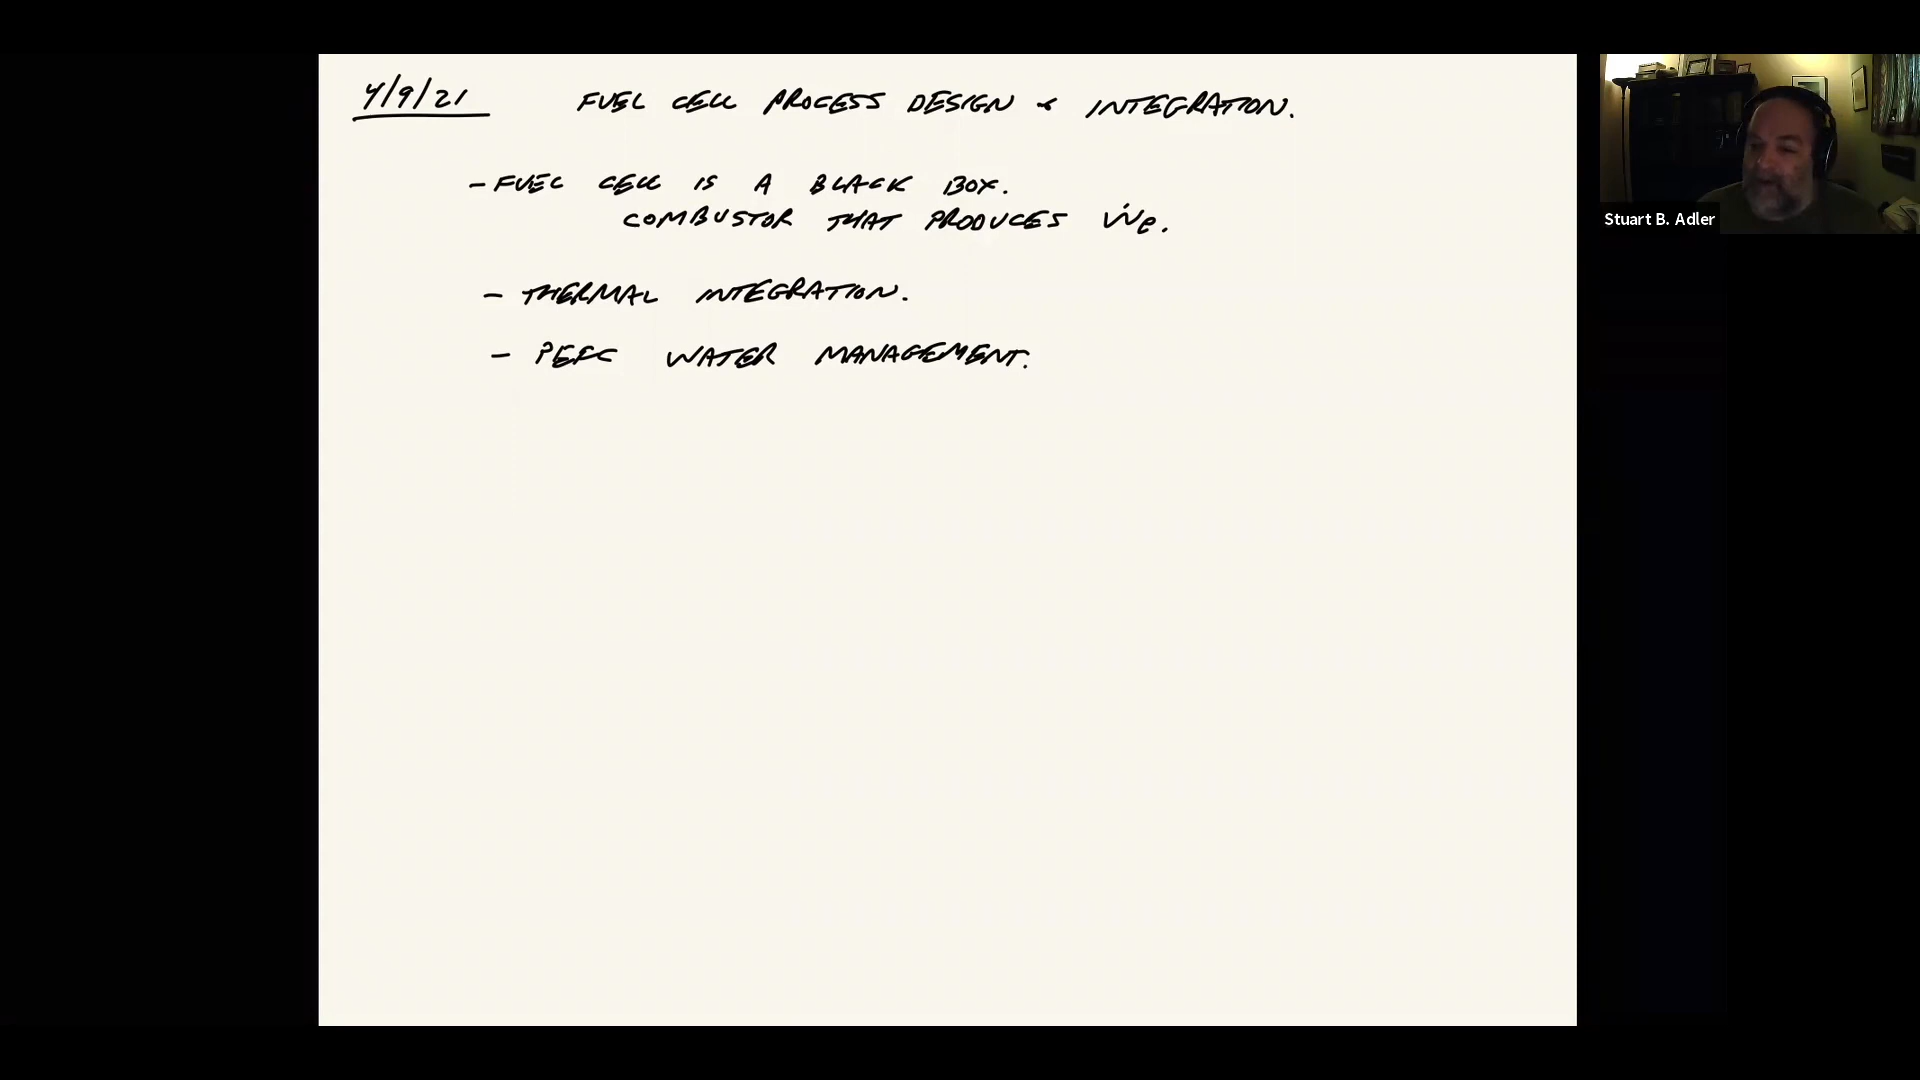 4/9/21 FUEL CELL PROCESS DESIGN & INTEGRATION.
- FUEL CELL IS A BLACK BOX.
COMBUSTOR THAT PRODUCES Ẇe.
- THERMAL INTEGRATION.
- PEFC WATER MANAGEMENT.
Stuart B. Adler